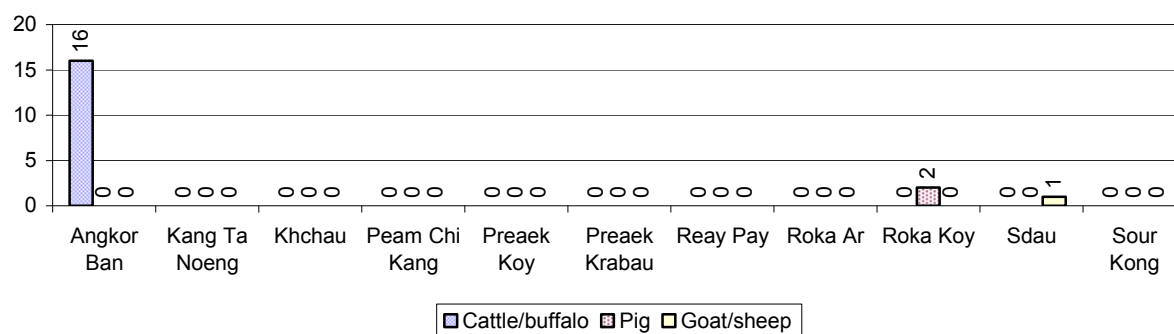 20
15
10
5
0
16 0 0 0 0 0 0 0 0 0 0 0 0 0 0 0 0 0 0 0 0 0 0 0 0 2 0 0 0 1 0 0 0
Angkor Ban Kang Ta Noeng Khchau Peam Chi Kang Preaek Koy Preaek Krabau Reay Pay Roka Ar Roka Koy Sdau Sour Kong
Cattle/buffalo Pig Goat/sheep